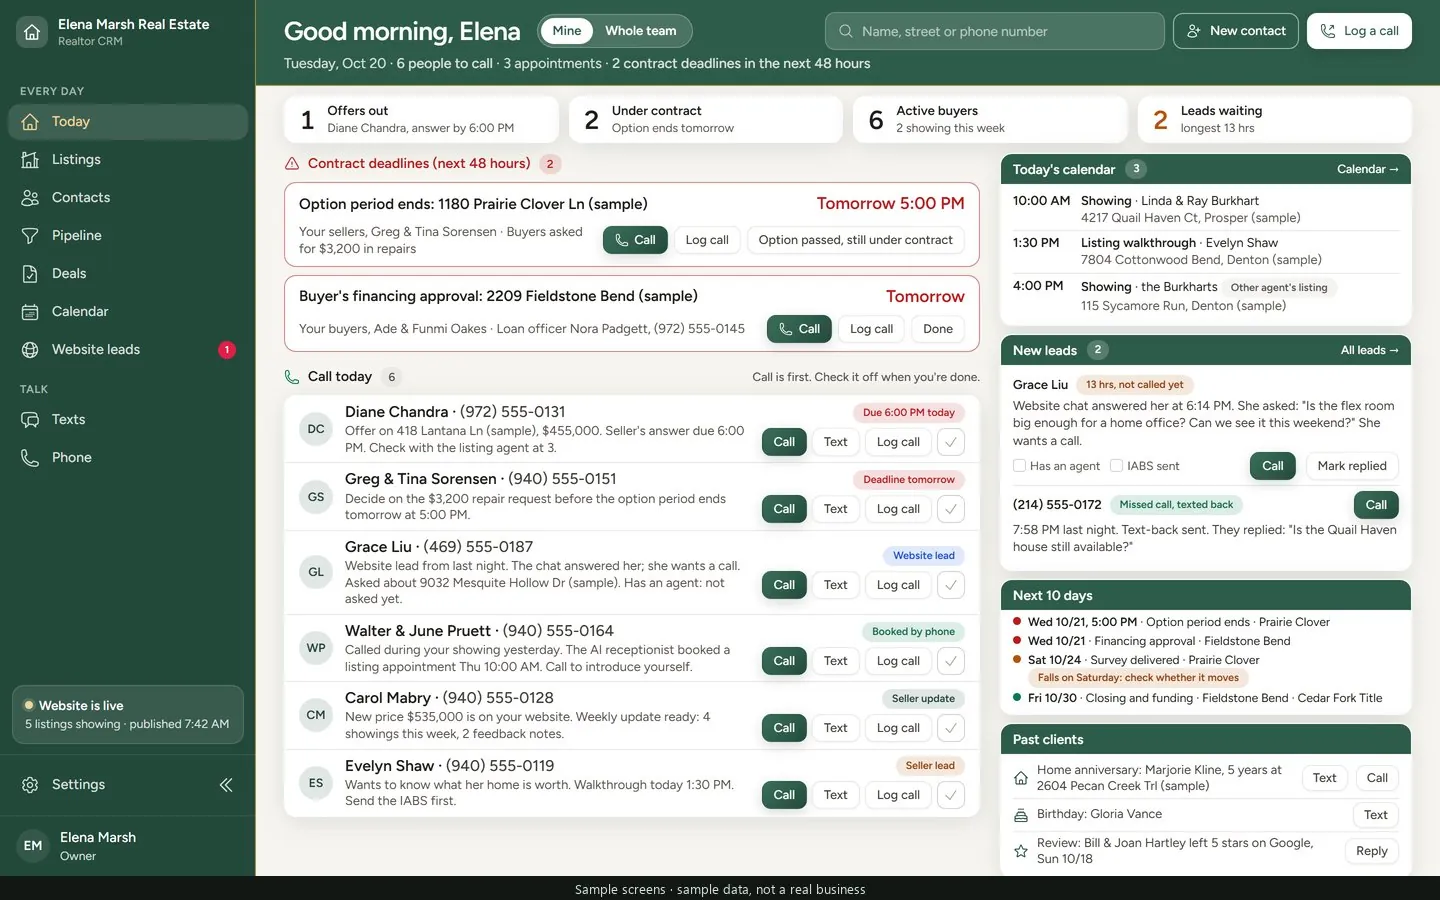 Elena Marsh Real Estate
Realtor CRM
EVERY DAY
Today
Listings
Contacts
Pipeline
Deals
Calendar
Website leads 1
TALK
Texts
Phone
Website is live
5 listings showing · published 7:42 AM
Settings
EM
Elena Marsh
Owner
Good morning, Elena
Mine
Whole team
Name, street or phone number
New contact
Log a call
Tuesday, Oct 20 · 6 people to call · 3 appointments · 2 contract deadlines in the next 48 hours
1
Offers out
Diane Chandra, answer by 6:00 PM
2
Under contract
Option ends tomorrow
6
Active buyers
2 showing this week
2
Leads waiting
longest 13 hrs
Contract deadlines (next 48 hours) 2
Option period ends: 1180 Prairie Clover Ln (sample)
Tomorrow 5:00 PM
Your sellers, Greg & Tina Sorensen · Buyers asked
for $3,200 in repairs
Call
Log call
Option passed, still under contract
Buyer's financing approval: 2209 Fieldstone Bend (sample)
Tomorrow
Your buyers, Ade & Funmi Oakes · Loan officer Nora Padgett, (972) 555-0145
Call
Log call
Done
Call today 6
Call is first. Check it off when you're done.
DC
Diane Chandra · (972) 555-0131
Due 6:00 PM today
Offer on 418 Lantana Ln (sample), $455,000. Seller's answer due 6:00
PM. Check with the listing agent at 3.
Call
Text
Log call
GS
Greg & Tina Sorensen · (940) 555-0151
Deadline tomorrow
Decide on the $3,200 repair request before the option period ends
tomorrow at 5:00 PM.
Call
Text
Log call
GL
Grace Liu · (469) 555-0187
Website lead
Website lead from last night. The chat answered her; she wants a call.
Asked about 9032 Mesquite Hollow Dr (sample). Has an agent: not
asked yet.
Call
Text
Log call
WP
Walter & June Pruett · (940) 555-0164
Booked by phone
Called during your showing yesterday. The AI receptionist booked a
listing appointment Thu 10:00 AM. Call to introduce yourself.
Call
Text
Log call
CM
Carol Mabry · (940) 555-0128
Seller update
New price $535,000 is on your website. Weekly update ready: 4
showings this week, 2 feedback notes.
Call
Text
Log call
ES
Evelyn Shaw · (940) 555-0119
Seller lead
Wants to know what her home is worth. Walkthrough today 1:30 PM.
Send the IABS first.
Call
Text
Log call
Today's calendar 3
Calendar →
10:00 AM
Showing · Linda & Ray Burkhart
4217 Quail Haven Ct, Prosper (sample)
1:30 PM
Listing walkthrough · Evelyn Shaw
7804 Cottonwood Bend, Denton (sample)
4:00 PM
Showing · the Burkharts
Other agent's listing
115 Sycamore Run, Denton (sample)
New leads 2
All leads →
Grace Liu
13 hrs, not called yet
Website chat answered her at 6:14 PM. She asked: "Is the flex room
big enough for a home office? Can we see it this weekend?" She
wants a call.
Has an agent
IABS sent
Call
Mark replied
(214) 555-0172
Missed call, texted back
Call
7:58 PM last night. Text-back sent. They replied: "Is the Quail Haven
house still available?"
Next 10 days
Wed 10/21, 5:00 PM · Option period ends · Prairie Clover
Wed 10/21 · Financing approval · Fieldstone Bend
Sat 10/24 · Survey delivered · Prairie Clover
Falls on Saturday: check whether it moves
Fri 10/30 · Closing and funding · Fieldstone Bend · Cedar Fork Title
Past clients
Home anniversary: Marjorie Kline, 5 years at
2604 Pecan Creek Trl (sample)
Text
Call
Birthday: Gloria Vance
Text
Review: Bill & Joan Hartley left 5 stars on Google,
Sun 10/18
Reply
Sample screens · sample data, not a real business